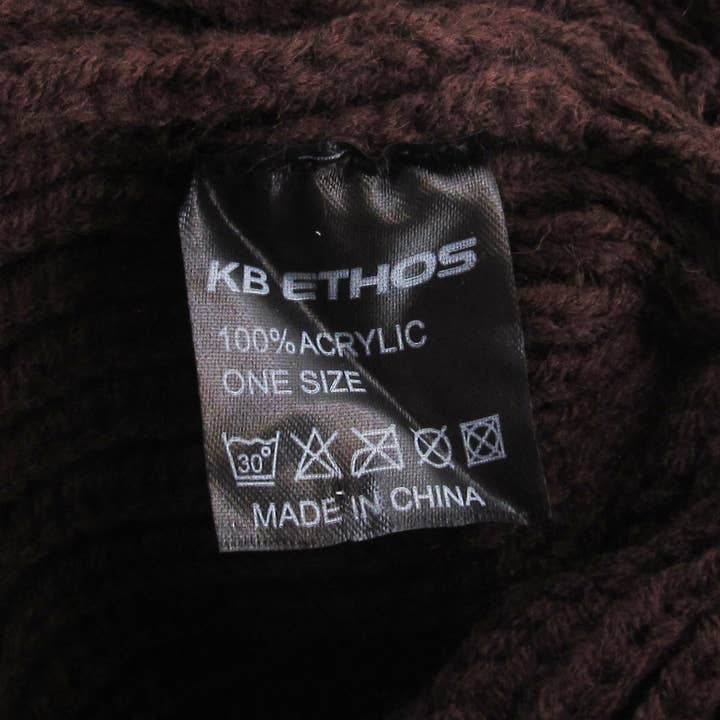 KB ETHOS
100% ACRYLIC
ONE SIZE
30°
MADE IN CHINA